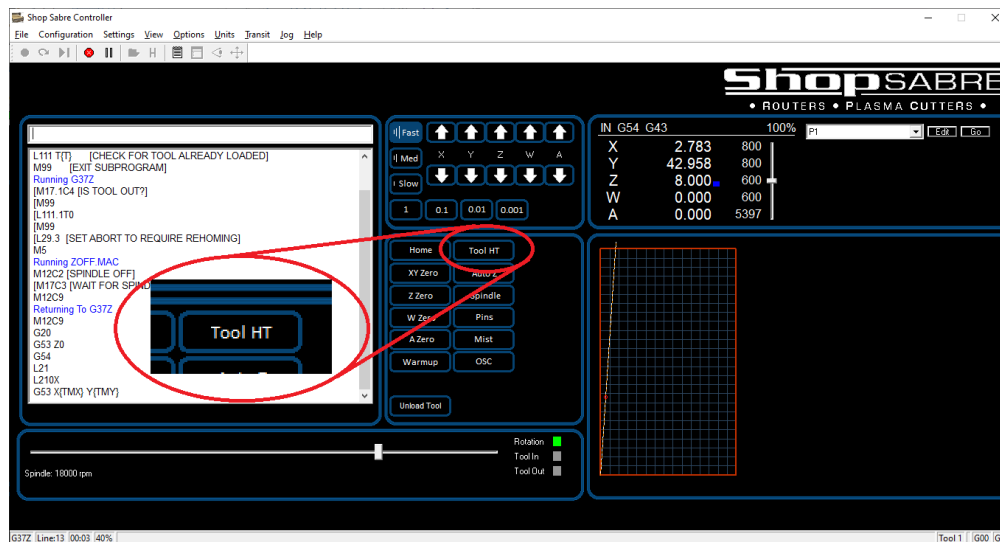 Shop Sabre Controller
File Configuration Settings View Options Units Transit Jog Help
ShopSABRE
• ROUTERS • PLASMA CUTTERS •
L111 T{T} [CHECK FOR TOOL ALREADY LOADED]
M99 [EXIT SUBPROGRAM]
Running G37Z
[M17.1C4 [IS TOOL OUT?]
[M99
[L111.1T0
[M99
[L29.3 [SET ABORT TO REQUIRE REHOMING]
M5
Running ZOFF.MAC
M12C2 [SPINDLE OFF]
[M17C3 [WAIT FOR SPIND
M12C9
Returning To G37Z
M12C9
G20
G53 Z0
G54
L21
L210X
G53 X{TMX} Y{TMY}
Tool HT
Fast
Med
Slow
X Y Z W A
1 0.1 0.01 0.001
Home Tool HT
XY Zero Auto Z
Z Zero Spindle
W Zero Pins
A Zero Mist
Warmup OSC
Unload Tool
IN G54 G43 100% P1 Edit Go
X 2.783 800
Y 42.958 800
Z 8.000 600
W 0.000 600
A 0.000 5397
Spindle: 18000 rpm
Rotation
Tool In
Tool Out
G37Z Line:13 00:03 40% Tool 1 G00 G